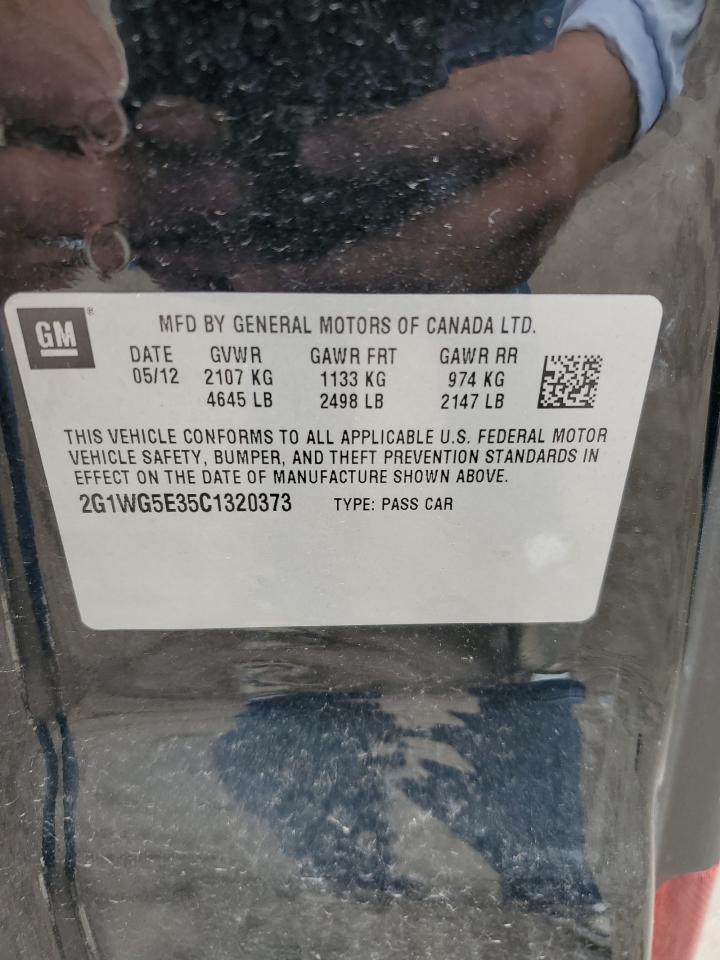 GM®
MFD BY GENERAL MOTORS OF CANADA LTD.
DATE GVWR GAWR FRT GAWR RR
05/12 2107 KG 1133 KG 974 KG
4645 LB 2498 LB 2147 LB
THIS VEHICLE CONFORMS TO ALL APPLICABLE U.S. FEDERAL MOTOR
VEHICLE SAFETY, BUMPER, AND THEFT PREVENTION STANDARDS IN
EFFECT ON THE DATE OF MANUFACTURE SHOWN ABOVE.
2G1WG5E35C1320373 TYPE: PASS CAR